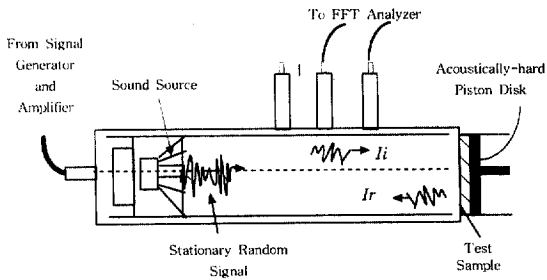 To FFT Analyzer
From Signal
Generator
and
Amplifier
Sound Source
Acoustically-hard
Piston Disk
Ii
Ir
Stationary Random
Signal
Test
Sample